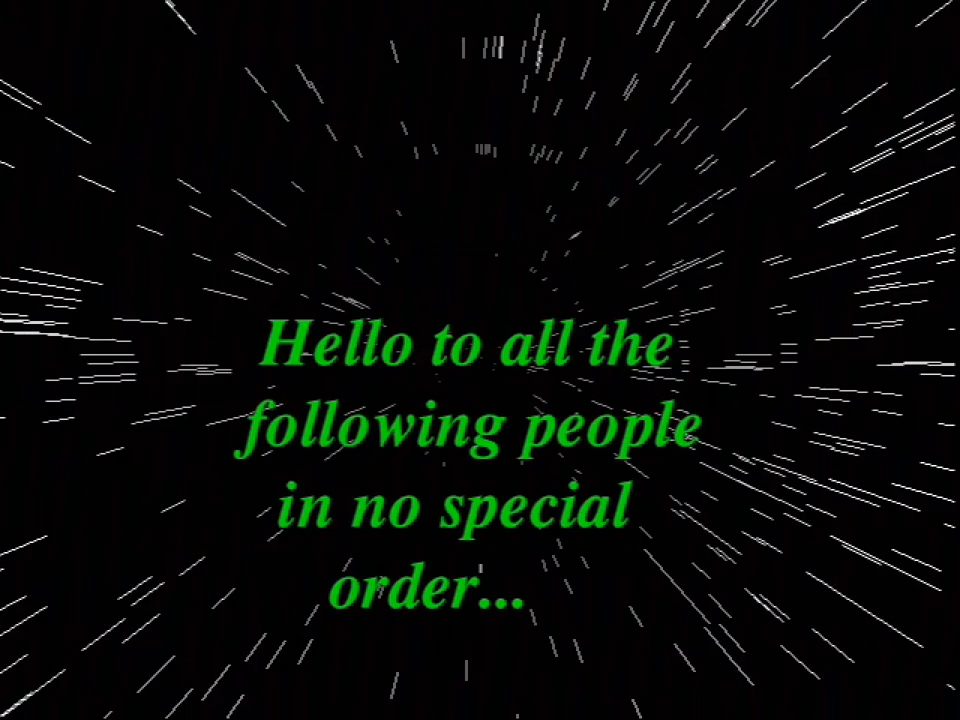 Hello to all the
following people
in no special
order...